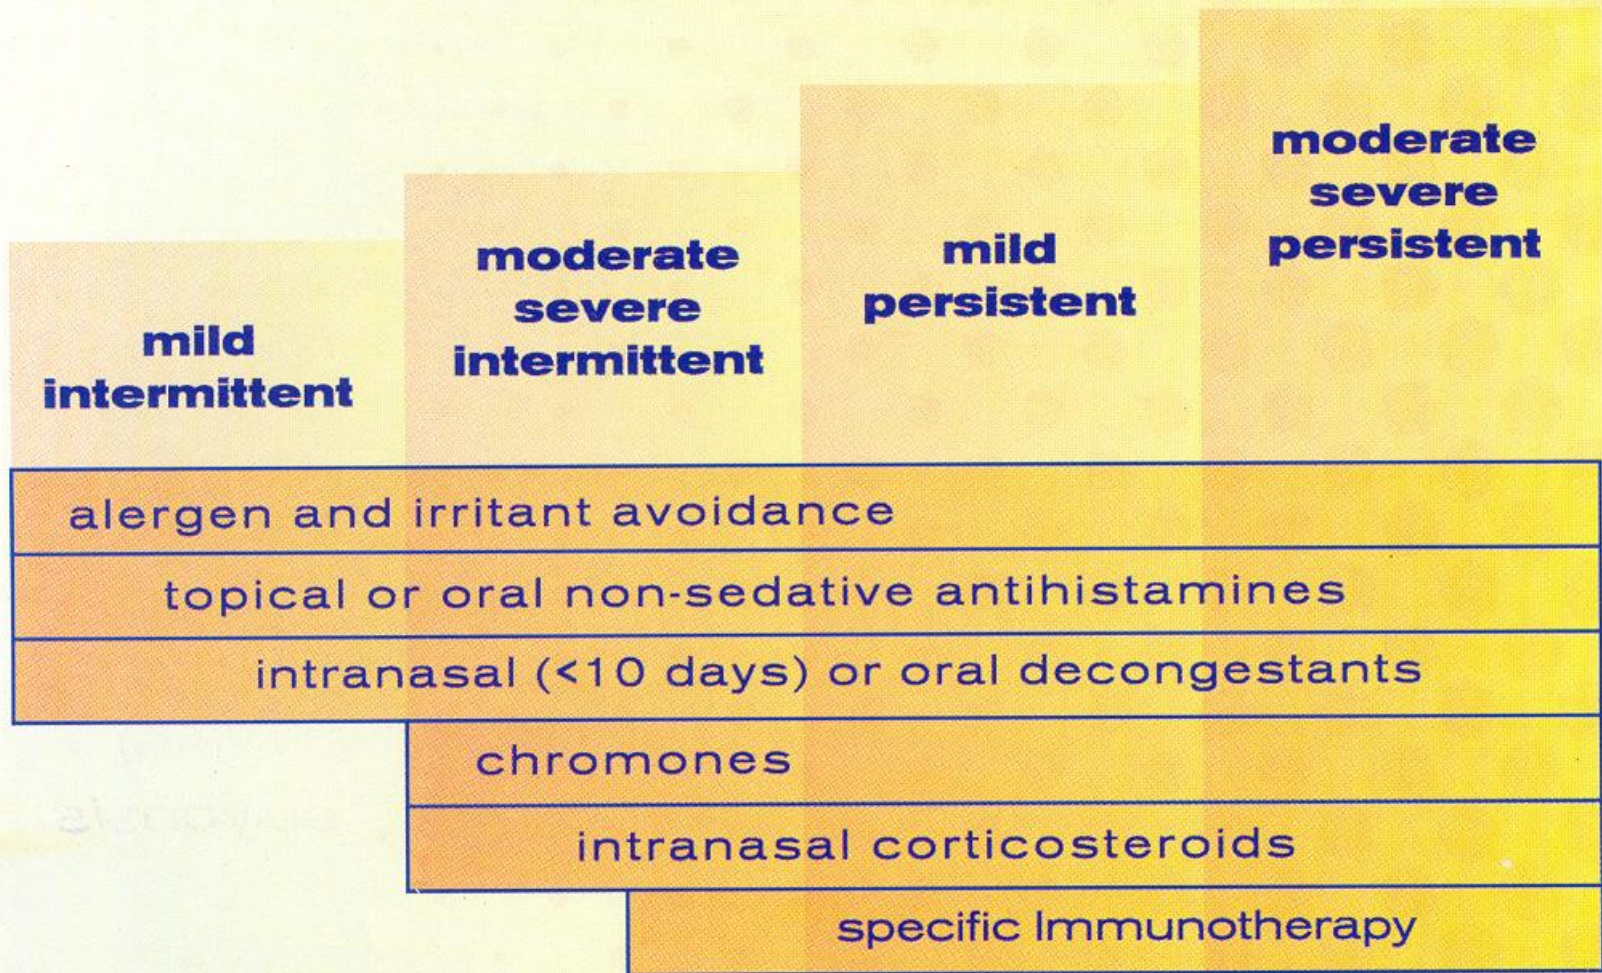 mild
intermittent
moderate
severe
intermittent
mild
persistent
moderate
severe
persistent
alergen and irritant avoidance
topical or oral non-sedative antihistamines
intranasal (<10 days) or oral decongestants
chromones
intranasal corticosteroids
specific Immunotherapy